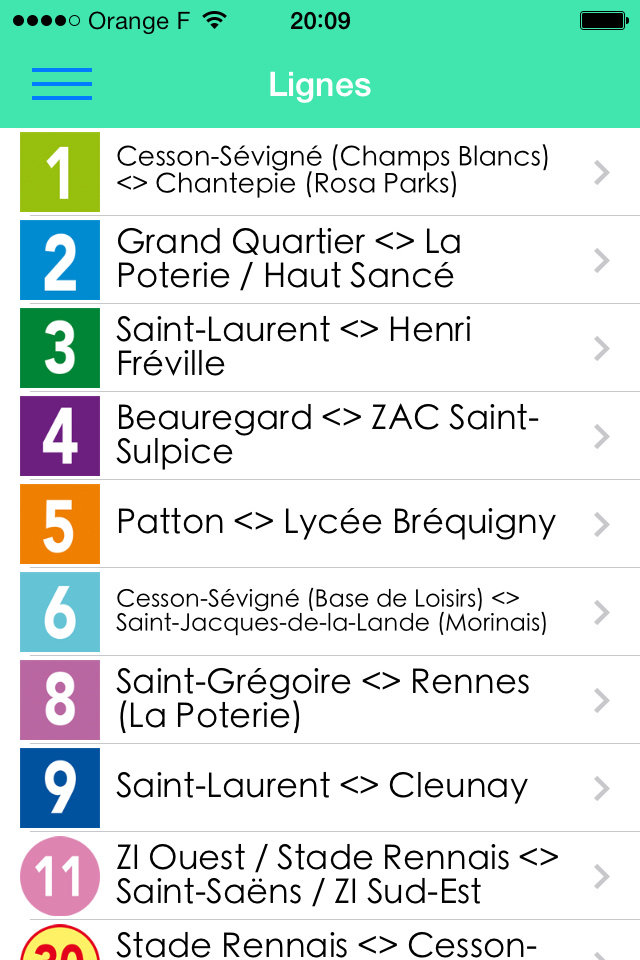 Orange F 20:09
Lignes
1 Cesson-Sévigné (Champs Blancs)
<> Chantepie (Rosa Parks)
2 Grand Quartier <> La
Poterie / Haut Sancé
3 Saint-Laurent <> Henri
Fréville
4 Beauregard <> ZAC Saint-
Sulpice
5 Patton <> Lycée Bréquigny
6 Cesson-Sévigné (Base de Loisirs) <>
Saint-Jacques-de-la-Lande (Morinais)
8 Saint-Grégoire <> Rennes
(La Poterie)
9 Saint-Laurent <> Cleunay
11 ZI Ouest / Stade Rennais <>
Saint-Saëns / ZI Sud-Est
Stade Rennais <> Cesson-